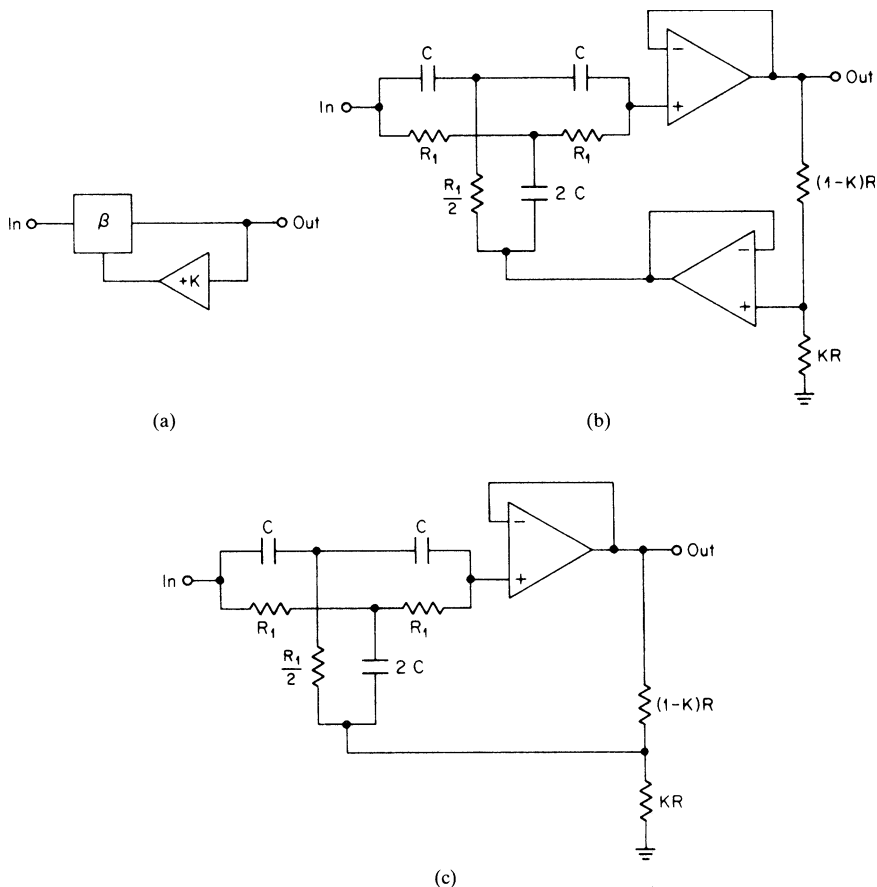 C
C
−
+
Out
In
R₁
R₁
(1−K)R
R₁/2
2 C
In
β
Out
+K
−
+
KR
(a)
(b)
C
C
−
+
Out
In
R₁
R₁
R₁/2
2 C
(1−K)R
KR
(c)